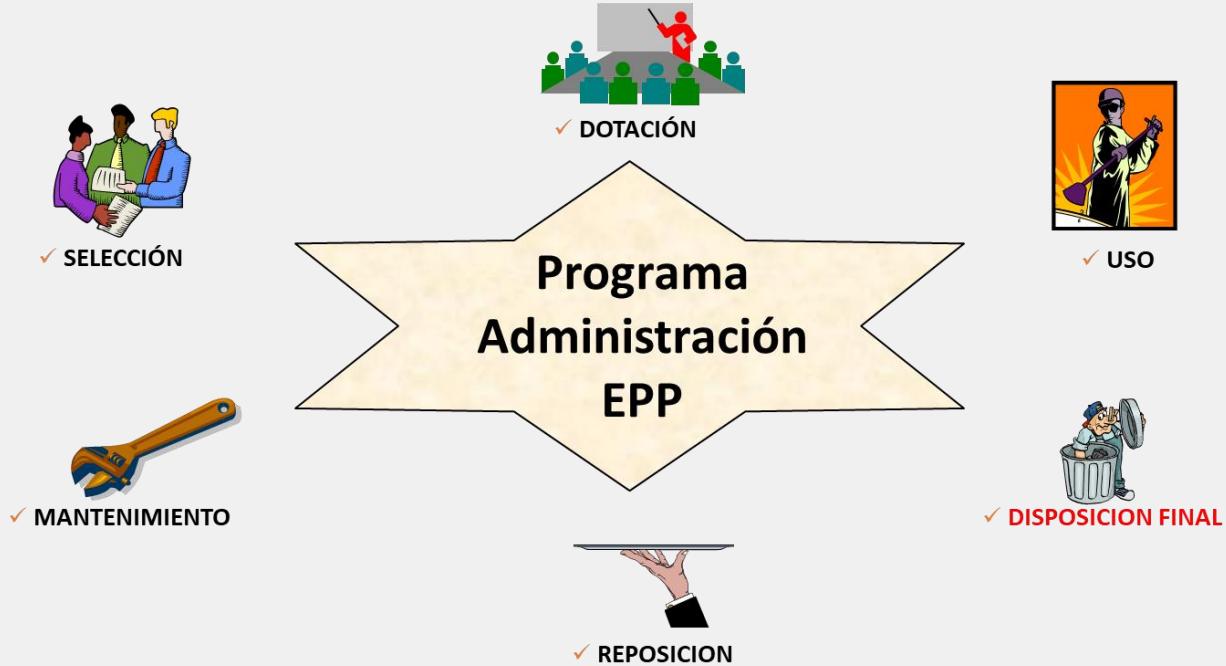 ✓ DOTACIÓN
✓ SELECCIÓN
✓ USO
Programa
Administración
EPP
✓ MANTENIMIENTO
✓ DISPOSICION FINAL
✓ REPOSICION